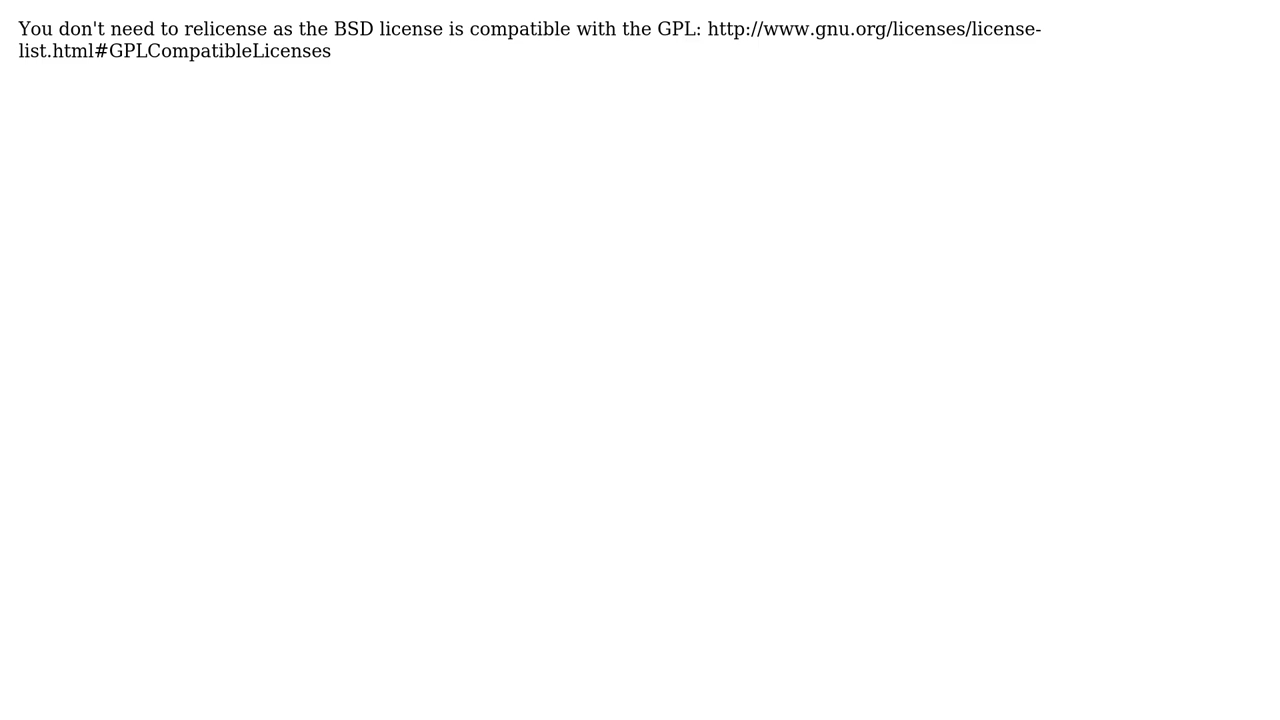 You don't need to relicense as the BSD license is compatible with the GPL: http://www.gnu.org/licenses/license-
list.html#GPLCompatibleLicenses